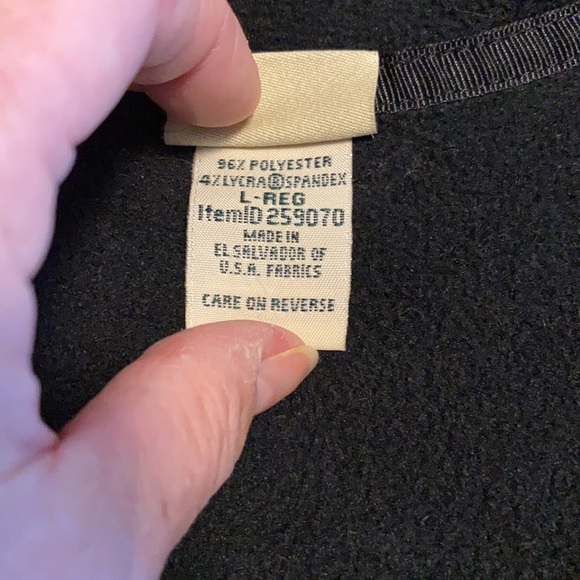 96% POLYESTER
4% LYCRA®SPANDEX
L-REG
ItemID 259070
MADE IN
EL SALVADOR OF
U.S.A. FABRICS
CARE ON REVERSE